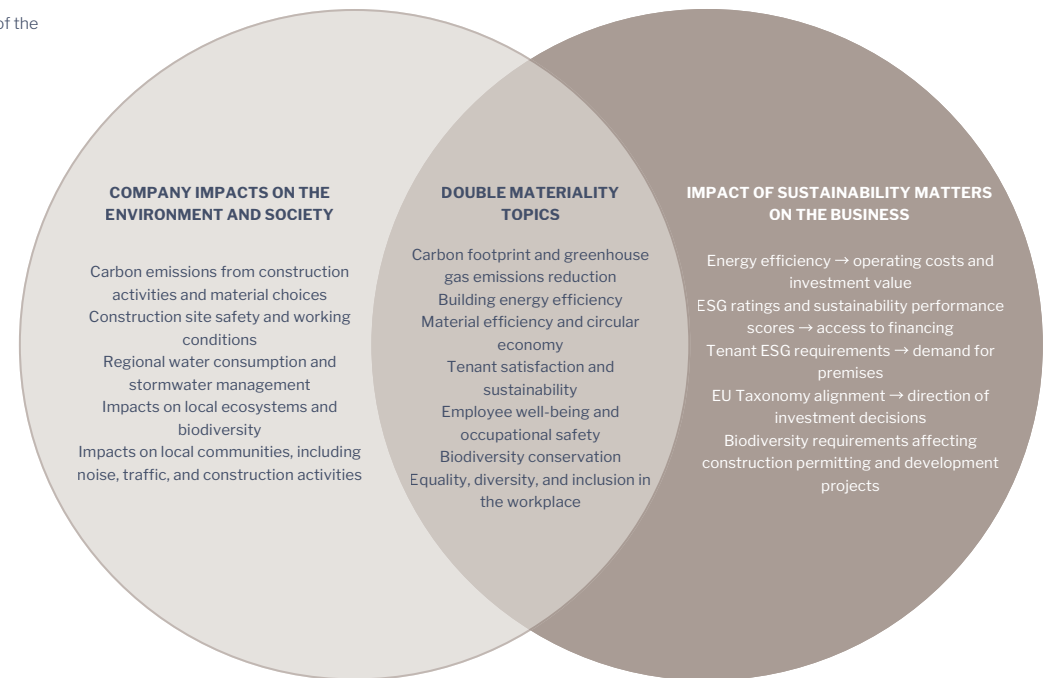 of the
COMPANY IMPACTS ON THE
ENVIRONMENT AND SOCIETY
Carbon emissions from construction
activities and material choices
Construction site safety and working
conditions
Regional water consumption and
stormwater management
Impacts on local ecosystems and
biodiversity
Impacts on local communities, including
noise, traffic, and construction activities
DOUBLE MATERIALITY
TOPICS
Carbon footprint and greenhouse
gas emissions reduction
Building energy efficiency
Material efficiency and circular
economy
Tenant satisfaction and
sustainability
Employee well-being and
occupational safety
Biodiversity conservation
Equality, diversity, and inclusion in
the workplace
IMPACT OF SUSTAINABILITY MATTERS
ON THE BUSINESS
Energy efficiency → operating costs and
investment value
ESG ratings and sustainability performance
scores → access to financing
Tenant ESG requirements → demand for
premises
EU Taxonomy alignment → direction of
investment decisions
Biodiversity requirements affecting
construction permitting and development
projects